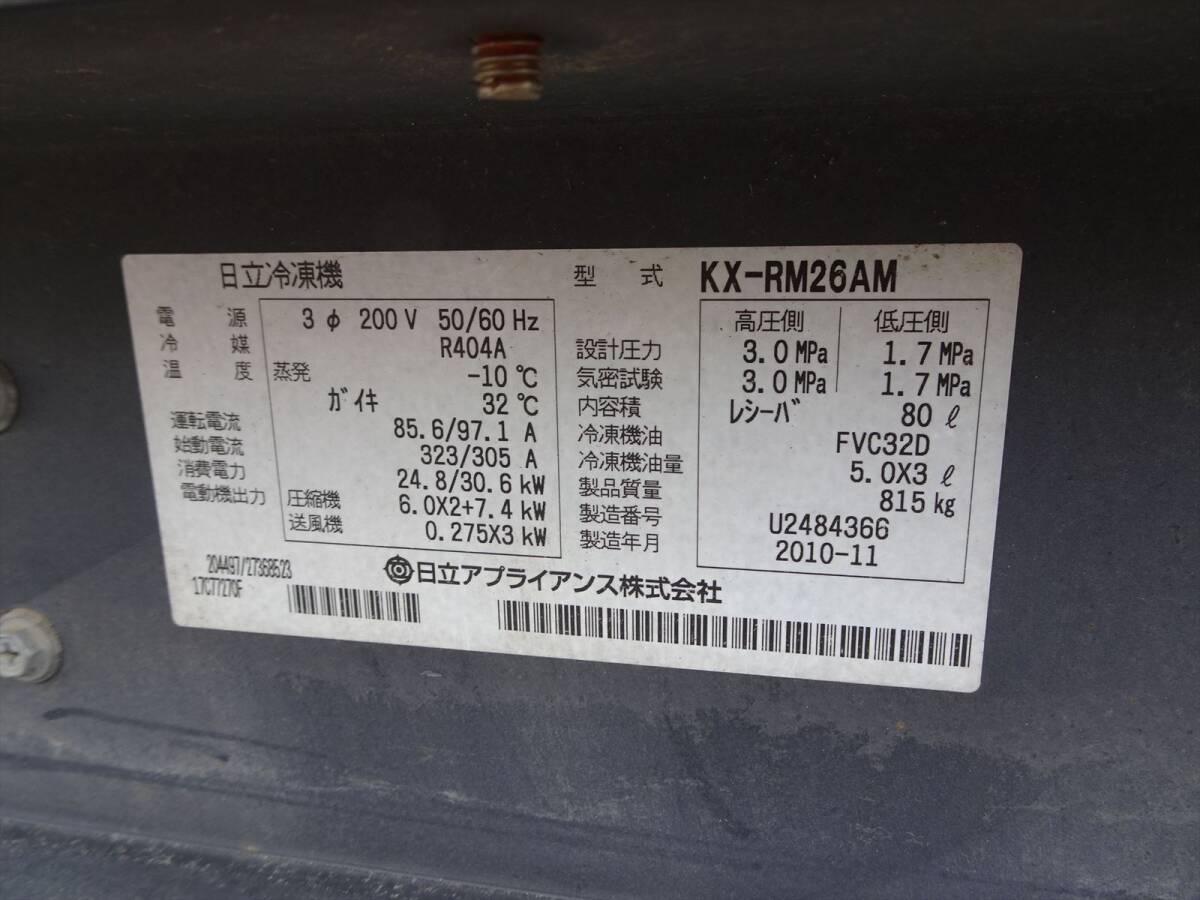 日立冷凍機
型式 KX-RM26AM
電源 3φ 200V 50/60Hz
冷媒 R404A
温度 蒸発 -10℃
ガイキ 32℃
運転電流 85.6/97.1 A
始動電流 323/305 A
消費電力 24.8/30.6 kW
電動機出力 圧縮機 6.0X2+7.4 kW
送風機 0.275X3 kW
高圧側 低圧側
設計圧力 3.0 MPa 1.7 MPa
気密試験 3.0 MPa 1.7 MPa
内容積 レシーバ 80 ℓ
冷凍機油 FVC32D
冷凍機油量 5.0X3 ℓ
製品質量 815 kg
製造番号 U2484366
製造年月 2010-11
204497/27368523
17C77270F
日立アプライアンス株式会社